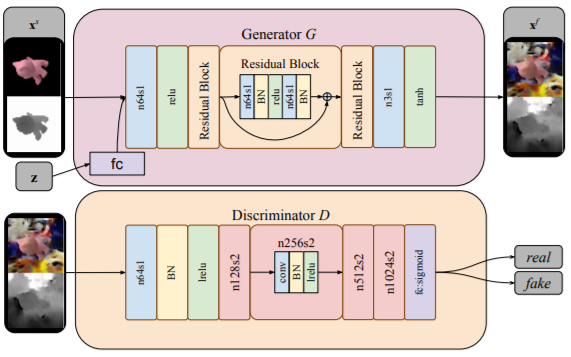 x^s
Generator G
x^f
n64s1
relu
Residual Block
Residual Block
n64s1
BN
relu
n64s1
BN
Residual Block
n3s1
tanh
fc
z
Discriminator D
n64s1
BN
lrelu
n128s2
n256s2
conv
BN
lrelu
n512s2
n1024s2
fc:sigmoid
real
fake